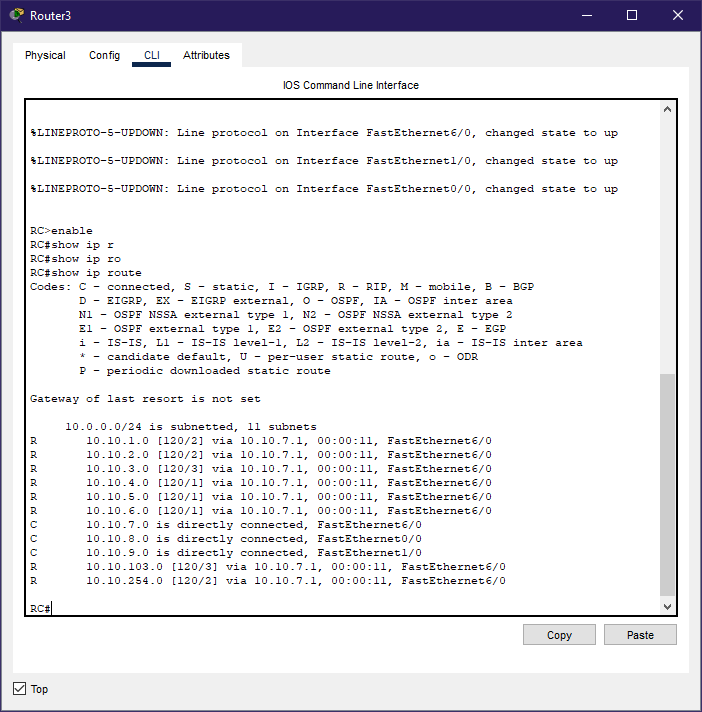 Router3
Physical Config CLI Attributes
IOS Command Line Interface
%LINEPROTO-5-UPDOWN: Line protocol on Interface FastEthernet6/0, changed state to up
%LINEPROTO-5-UPDOWN: Line protocol on Interface FastEthernet1/0, changed state to up
%LINEPROTO-5-UPDOWN: Line protocol on Interface FastEthernet0/0, changed state to up
RC>enable
RC#show ip r
RC#show ip ro
RC#show ip route
Codes: C - connected, S - static, I - IGRP, R - RIP, M - mobile, B - BGP
D - EIGRP, EX - EIGRP external, O - OSPF, IA - OSPF inter area
N1 - OSPF NSSA external type 1, N2 - OSPF NSSA external type 2
E1 - OSPF external type 1, E2 - OSPF external type 2, E - EGP
i - IS-IS, L1 - IS-IS level-1, L2 - IS-IS level-2, ia - IS-IS inter area
* - candidate default, U - per-user static route, o - ODR
P - periodic downloaded static route
Gateway of last resort is not set
10.0.0.0/24 is subnetted, 11 subnets
R 10.10.1.0 [120/2] via 10.10.7.1, 00:00:11, FastEthernet6/0
R 10.10.2.0 [120/2] via 10.10.7.1, 00:00:11, FastEthernet6/0
R 10.10.3.0 [120/3] via 10.10.7.1, 00:00:11, FastEthernet6/0
R 10.10.4.0 [120/1] via 10.10.7.1, 00:00:11, FastEthernet6/0
R 10.10.5.0 [120/1] via 10.10.7.1, 00:00:11, FastEthernet6/0
R 10.10.6.0 [120/1] via 10.10.7.1, 00:00:11, FastEthernet6/0
C 10.10.7.0 is directly connected, FastEthernet6/0
C 10.10.8.0 is directly connected, FastEthernet0/0
C 10.10.9.0 is directly connected, FastEthernet1/0
R 10.10.103.0 [120/3] via 10.10.7.1, 00:00:11, FastEthernet6/0
R 10.10.254.0 [120/2] via 10.10.7.1, 00:00:11, FastEthernet6/0
RC#
Copy Paste
Top